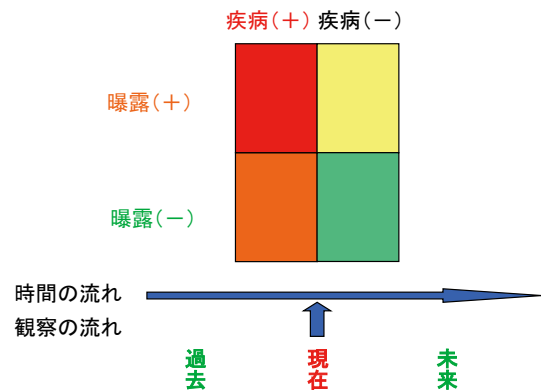 疾病(+) 疾病(-)
曝露(+)
曝露(-)
時間の流れ
観察の流れ
過去
現在
未来